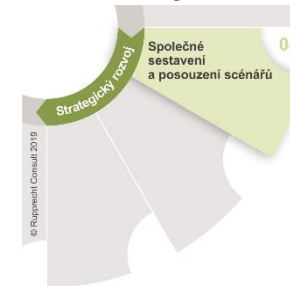 Společné
sestavení
a posouzení scénářů
Strategický rozvoj
© Rupprecht Consult 2019